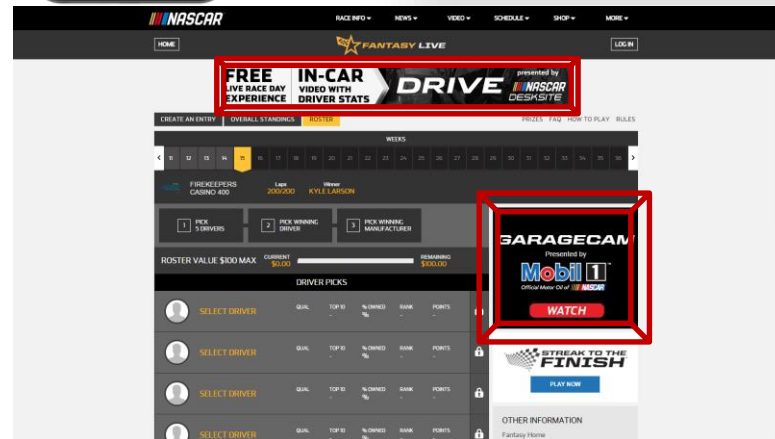 NASCAR
RACE INFO NEWS VIDEO SCHEDULE SHOP MORE
HOME FANTASY LIVE LOG IN
FREE LIVE RACE DAY EXPERIENCE
IN-CAR VIDEO WITH DRIVER STATS
DRIVE
presented by NASCAR DESKSITE
CREATE AN ENTRY OVERALL STANDINGS ROSTER PRIZES FAQ HOW TO PLAY RULES
WEEKS
11 12 13 14 15 16 17 18 19 20 21 22 23 24 25 26 27 28 29 30 31 32 33 34 35 36
FIREKEEPERS CASINO 400
Laps 200/200
Winner KYLE LARSON
1 PICK 5 DRIVERS
2 PICK WINNING DRIVER
3 PICK WINNING MANUFACTURER
ROSTER VALUE $100 MAX CURRENT $0.00 REMAINING $100.00
DRIVER PICKS
SELECT DRIVER QUAL TOP 10 - % OWNED % RANK - POINTS -
SELECT DRIVER QUAL TOP 10 - % OWNED % RANK - POINTS -
SELECT DRIVER QUAL TOP 10 - % OWNED % RANK - POINTS -
SELECT DRIVER QUAL TOP 10 % OWNED RANK POINTS
GARAGECAM
Presented by
Mobil 1
Official Motor Oil of NASCAR
WATCH
STREAK TO THE
FINISH
PLAY NOW
OTHER INFORMATION
Fantasy Home